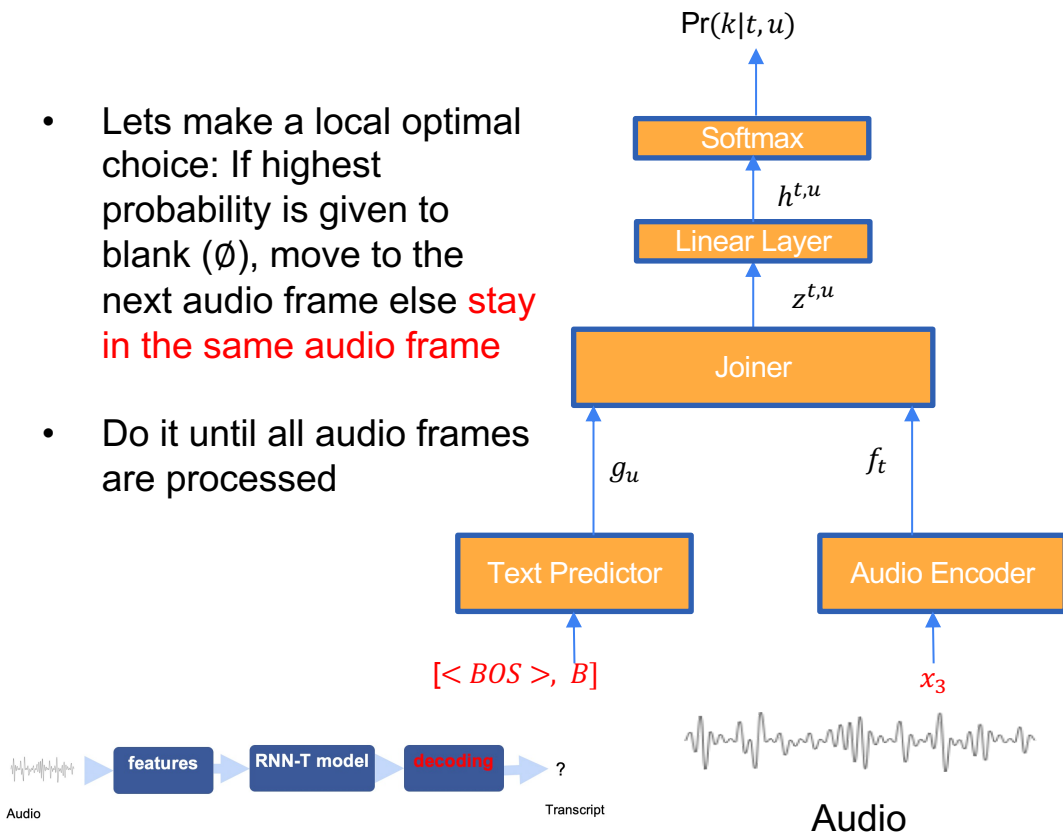 • Lets make a local optimal
choice: If highest
probability is given to
blank (∅), move to the
next audio frame else stay
in the same audio frame
• Do it until all audio frames
are processed
Pr(k|t, u)
Softmax
h^{t,u}
Linear Layer
z^{t,u}
Joiner
g_u
f_t
Text Predictor
Audio Encoder
[< BOS >, B]
x_3
Audio
features
RNN-T model
decoding
?
Audio
Transcript